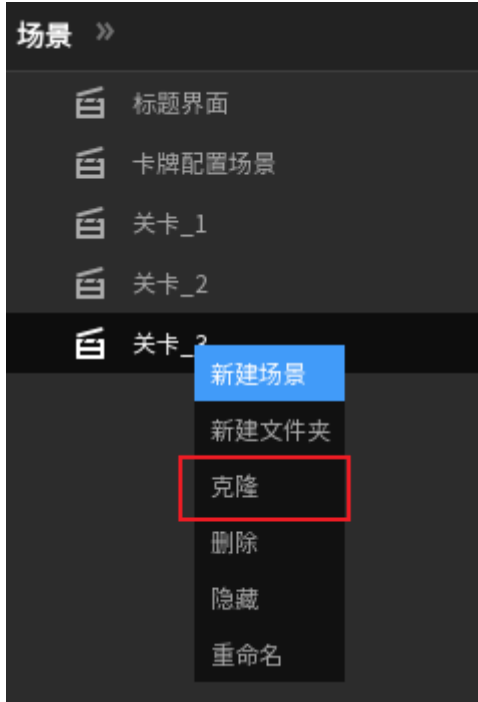 场景 »
标题界面
卡牌配置场景
关卡_1
关卡_2
关卡_3
新建场景
新建文件夹
克隆
删除
隐藏
重命名